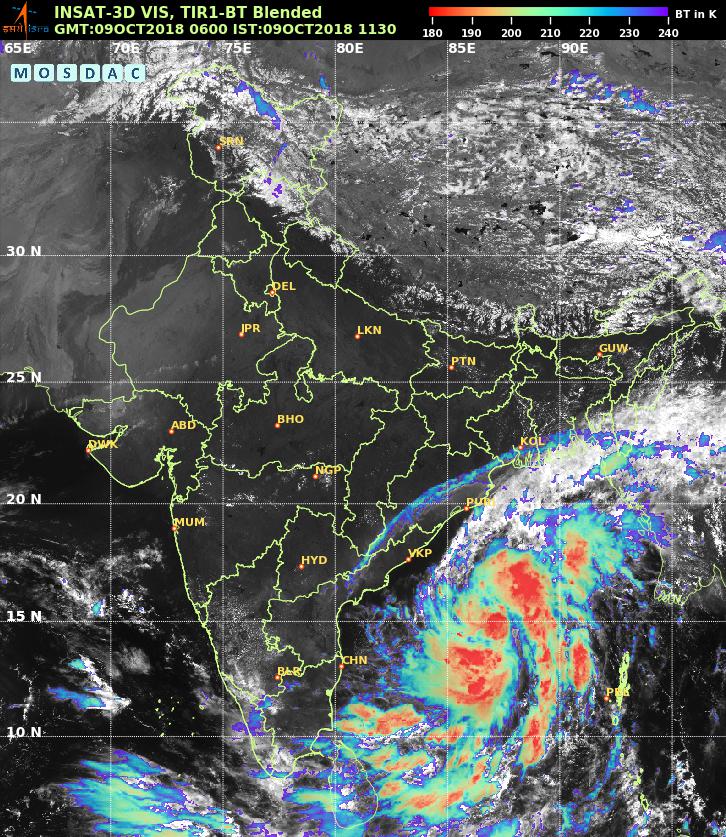 INSAT-3D VIS, TIR1-BT Blended
GMT:09OCT2018 0600 IST:09OCT2018 1130
BT in K
180 190 200 210 220 230 240
65E 70E 75E 80E 85E 90E
MOSDAC
SRN
30 N
DEL
JPR LKN
GUW
PTN
25 N
ABD BHO
DWK KOL
NGP
20 N
MUM
VKP
HYD
15 N
CHN
BLR
10 N